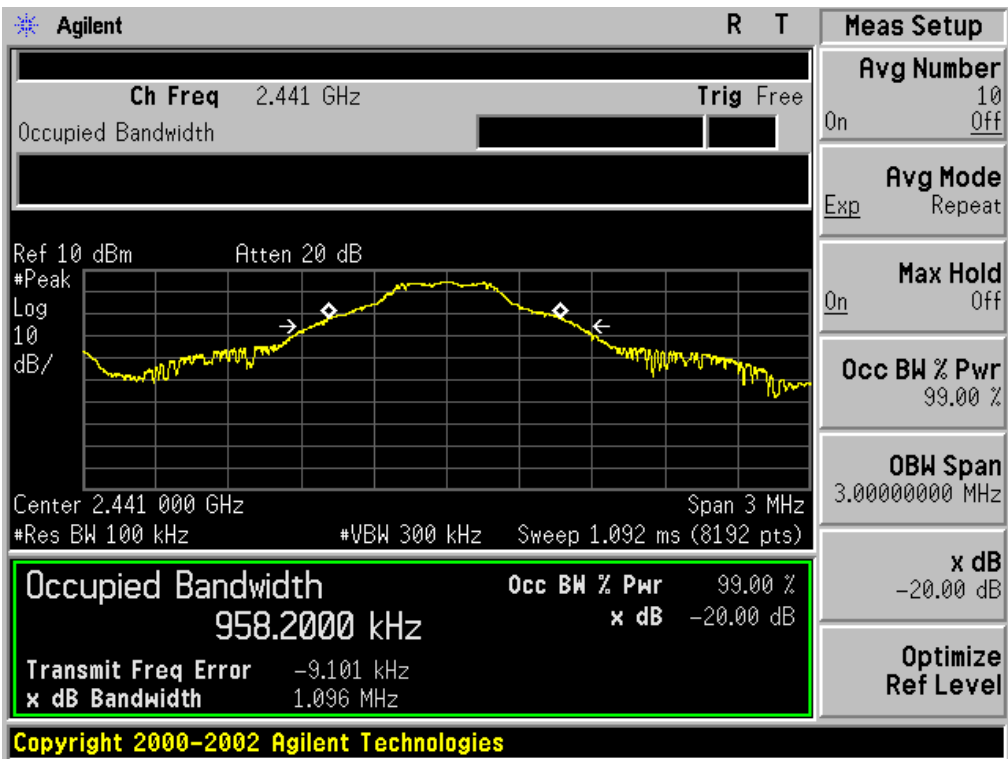 Agilent R T
Ch Freq 2.441 GHz Trig Free
Occupied Bandwidth
Ref 10 dBm Atten 20 dB
#Peak
Log
10
dB/
Center 2.441 000 GHz Span 3 MHz
#Res BW 100 kHz #VBW 300 kHz Sweep 1.092 ms (8192 pts)
Occupied Bandwidth Occ BW % Pwr 99.00 %
958.2000 kHz x dB -20.00 dB
Transmit Freq Error -9.101 kHz
x dB Bandwidth 1.096 MHz
Copyright 2000-2002 Agilent Technologies
Meas Setup
Avg Number
10
On Off
Avg Mode
Exp Repeat
Max Hold
On Off
Occ BW % Pwr
99.00 %
OBW Span
3.00000000 MHz
x dB
-20.00 dB
Optimize
Ref Level